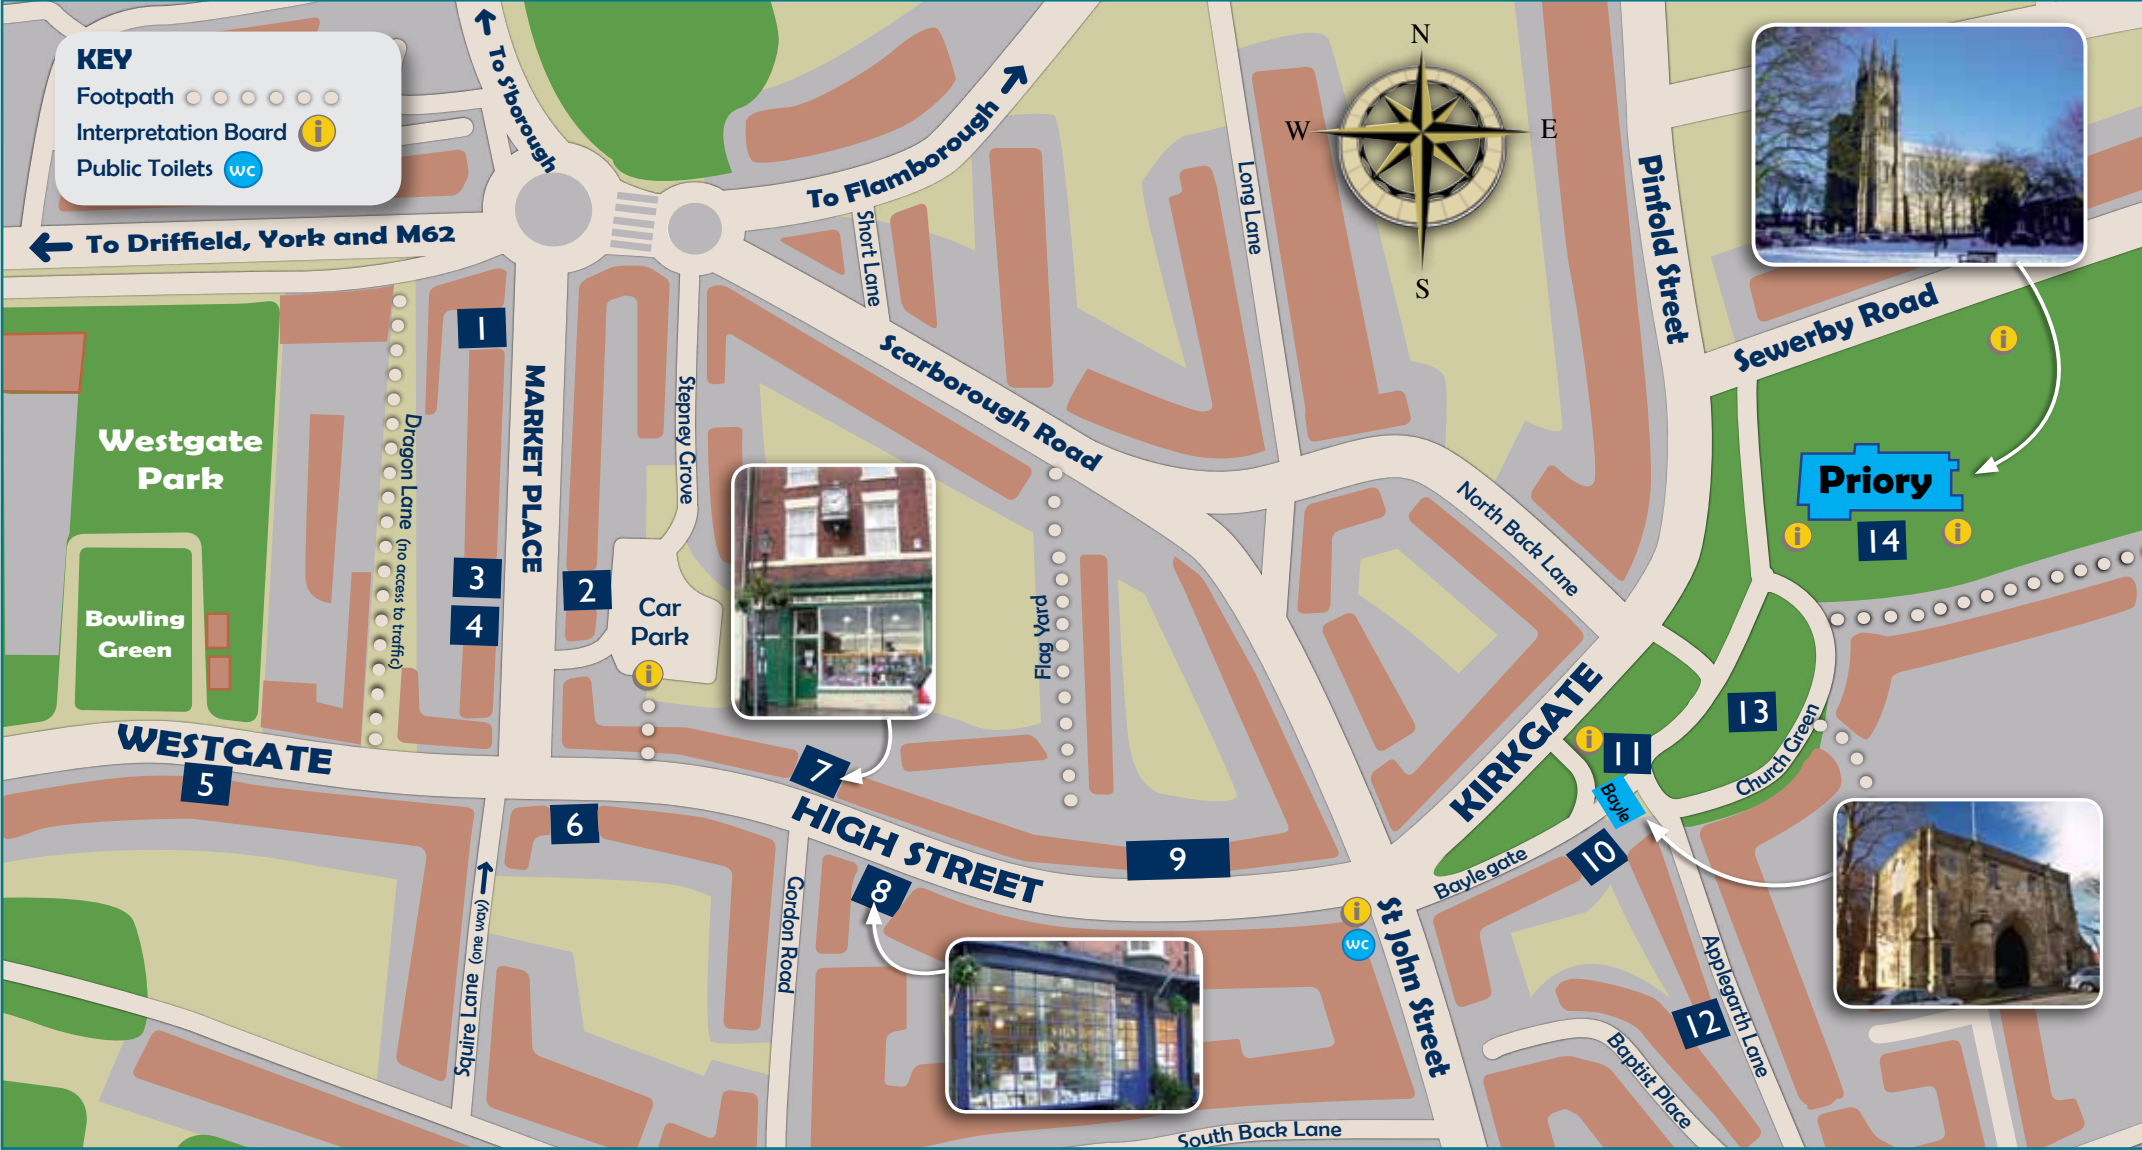 KEY
Footpath
Interpretation Board i
Public Toilets WC
To S'borough
To Flamborough
To Driffield, York and M62
N
W
E
S
Short Lane
Long Lane
Pinfold Street
Sewerby Road
Scarborough Road
1
MARKET PLACE
Stepney Grove
Dragon Lane (no access to traffic)
Westgate
Park
Bowling
Green
3
4
2
Car
Park
i
Flag Yard
North Back Lane
i
Priory
i
14
i
KIRKGATE
13
Church Green
i
11
Bayle
10
Baylegate
WESTGATE
5
6
7
HIGH STREET
8
9
i
WC
St John Street
Squire Lane (one way)
Gordon Road
Applegarth Lane
12
Baptist Place
South Back Lane